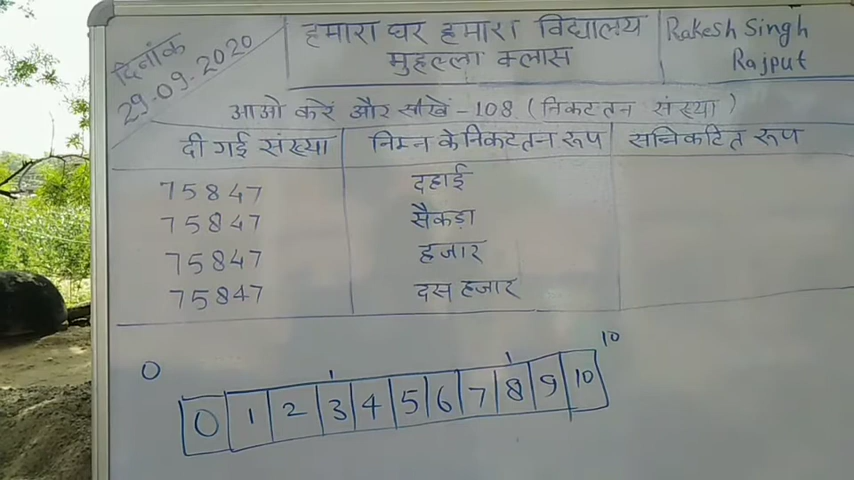 दिनांक
29.09.2020
हमारा घर हमारा विद्यालय
मुहल्ला क्लास
Rakesh Singh
Rajput
आओ करें और सीखें - 108 (निकटतन संख्या)
दी गई संख्या निम्न के निकटतन रूप सन्निकटित रूप
75847 दहाई
75847 सैकड़ा
75847 हजार
75847 दस हजार
0 10
0 1 2 3 4 5 6 7 8 9 10